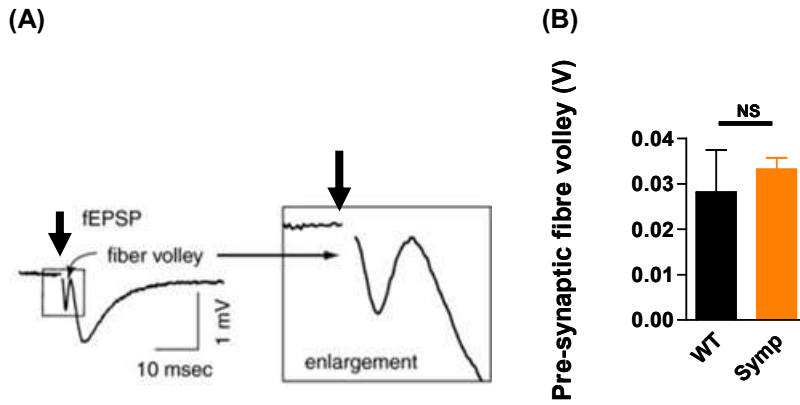 (A)
fEPSP
fiber volley
1 mV
10 msec
enlargement
(B)
Pre-synaptic fibre volley (V)
NS
0.04
0.03
0.02
0.01
0.00
WT
Symp